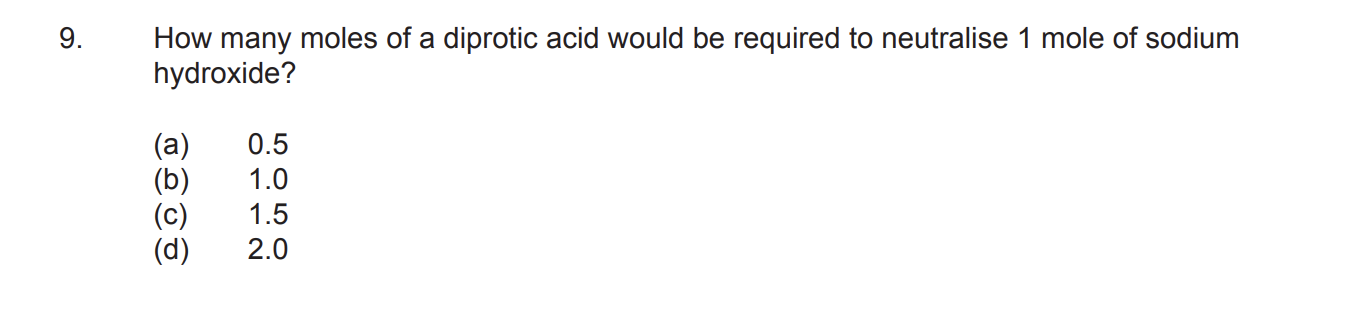 9. How many moles of a diprotic acid would be required to neutralise 1 mole of sodium
hydroxide?
(a) 0.5
(b) 1.0
(c) 1.5
(d) 2.0